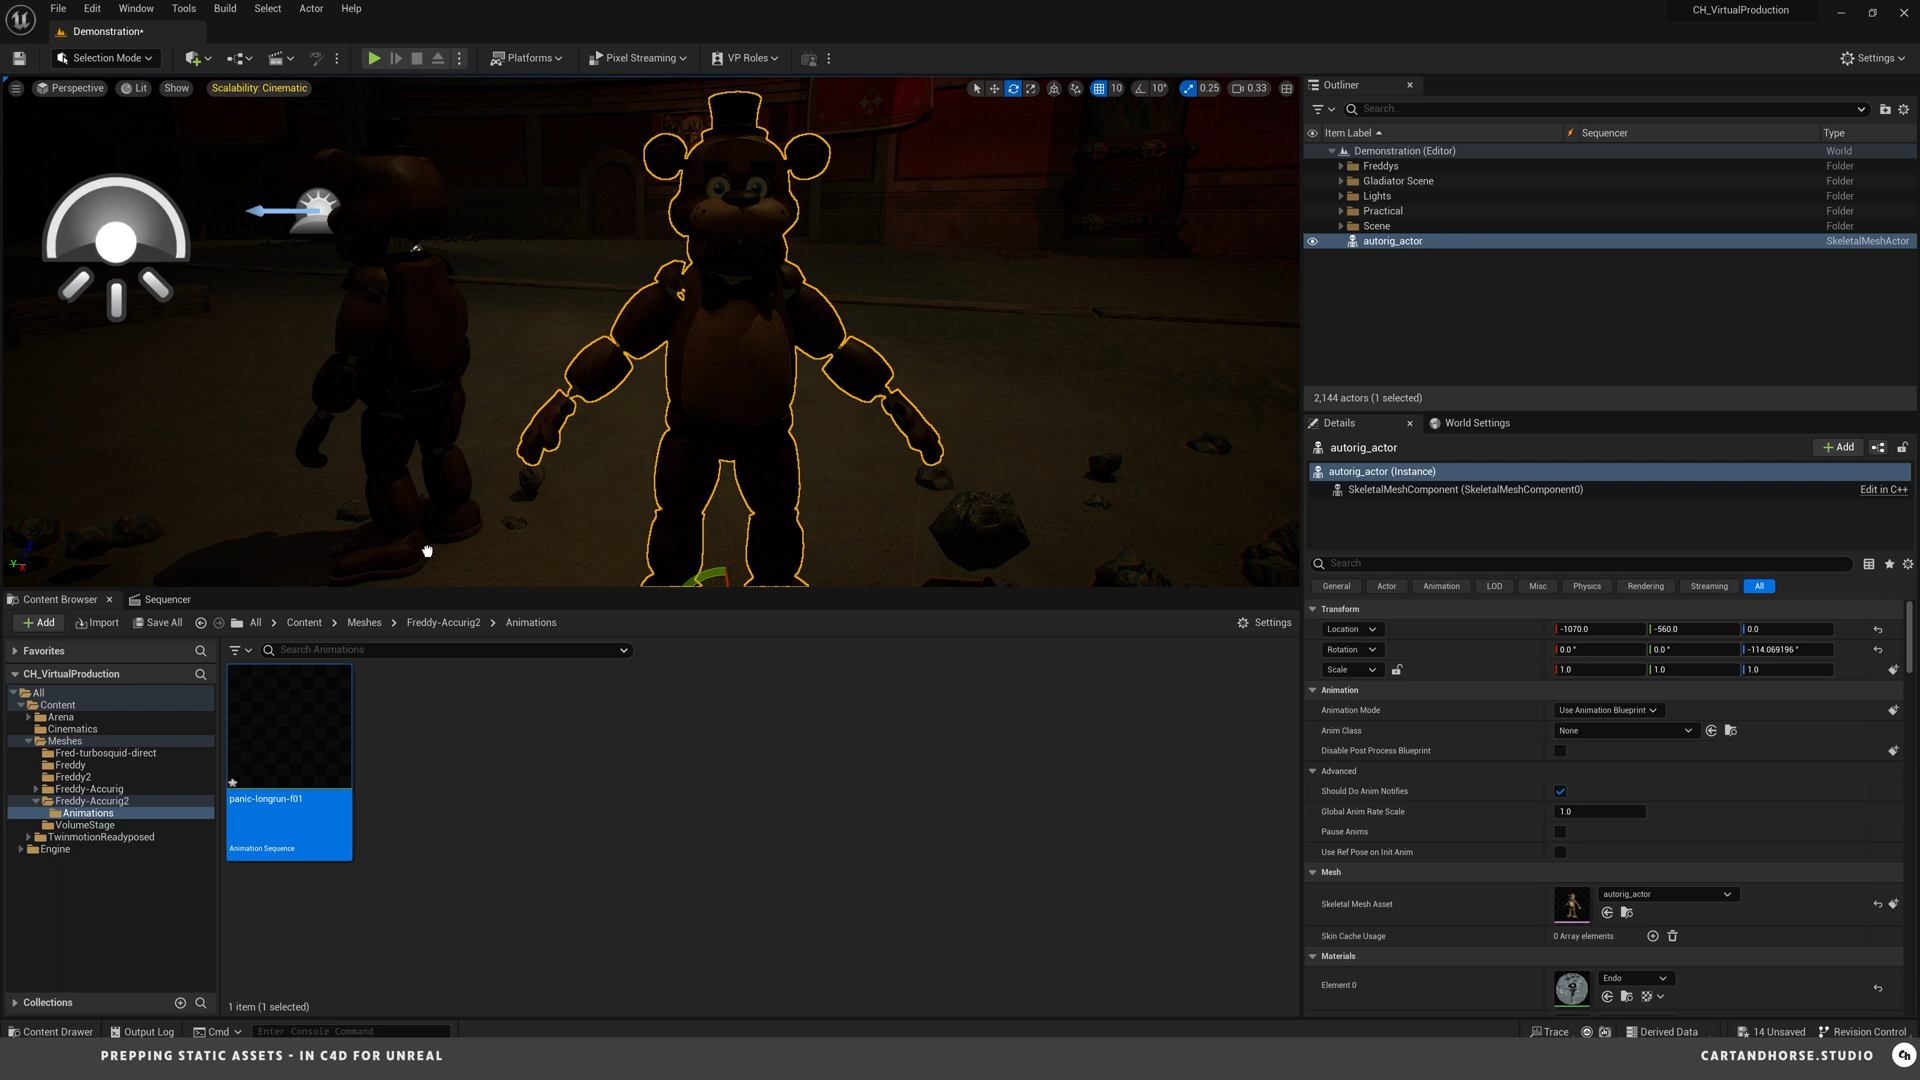 File Edit Window Tools Build Select Actor Help
CH_VirtualProduction
Demonstration*
Selection Mode
Platforms
Pixel Streaming
VP Roles
Settings
Perspective
Lit
Show
Scalability: Cinematic
10
10°
0.25
0.33
Outliner
Search...
Item Label
Sequencer
Type
Demonstration (Editor) World
Freddys Folder
Gladiator Scene Folder
Lights Folder
Practical Folder
Scene Folder
autorig_actor SkeletalMeshActor
2,144 actors (1 selected)
Details
World Settings
autorig_actor
Add
autorig_actor (Instance)
SkeletalMeshComponent (SkeletalMeshComponent0)
Edit in C++
Search
General Actor Animation LOD Misc Physics Rendering Streaming All
Transform
Location -1070.0 -560.0 0.0
Rotation 0.0 ° 0.0 ° -114.069196 °
Scale 1.0 1.0 1.0
Animation
Animation Mode Use Animation Blueprint
Anim Class None
Disable Post Process Blueprint
Advanced
Should Do Anim Notifies
Global Anim Rate Scale 1.0
Pause Anims
Use Ref Pose on Init Anim
Mesh
Skeletal Mesh Asset autorig_actor
Skin Cache Usage 0 Array elements
Materials
Element 0 Endo
Content Browser
Sequencer
Add
Import
Save All
All > Content > Meshes > Freddy-Accurig2 > Animations
Settings
Favorites
CH_VirtualProduction
All
Content
Arena
Cinematics
Meshes
Fred-turbosquid-direct
Freddy
Freddy2
Freddy-Accurig
Freddy-Accurig2
Animations
VolumeStage
TwinmotionReadyposed
Engine
Collections
Search Animations
panic-longrun-f01
Animation Sequence
1 item (1 selected)
Content Drawer
Output Log
Cmd
Enter Console Command
Trace
Derived Data
14 Unsaved
Revision Control
PREPPING STATIC ASSETS - IN C4D FOR UNREAL
CARTANDHORSE.STUDIO
Ch